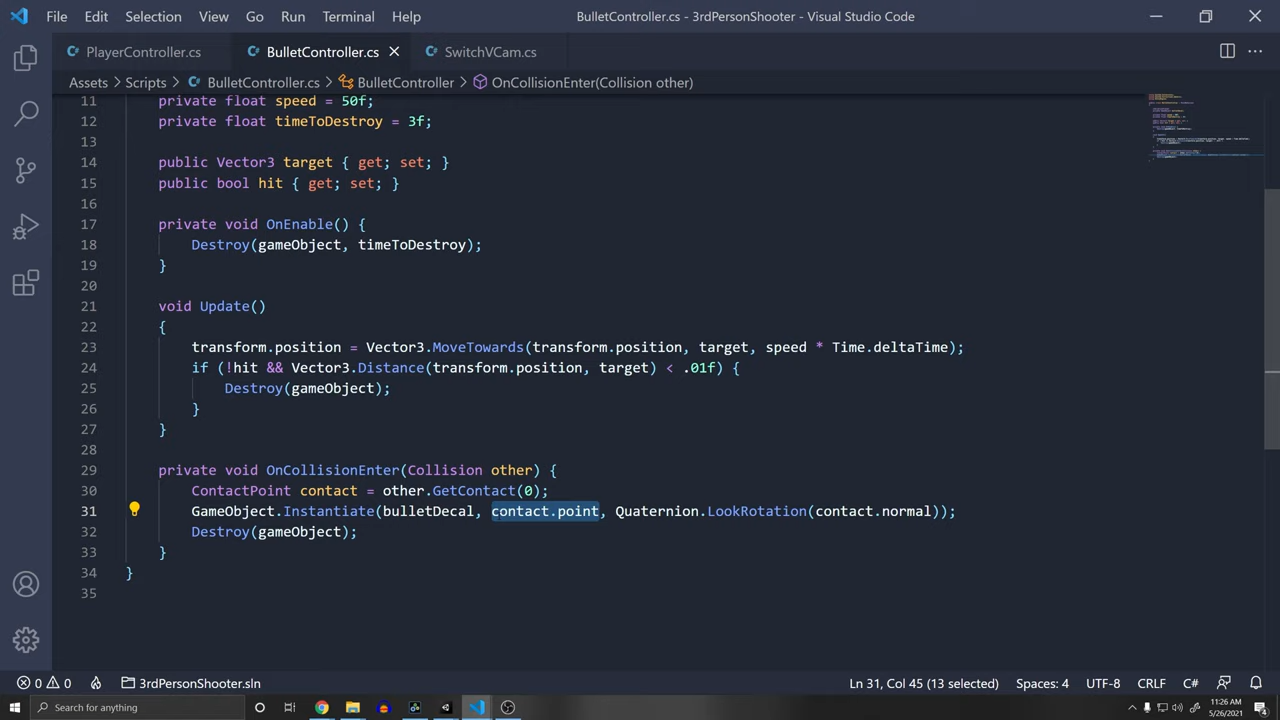 File Edit Selection View Go Run Terminal Help BulletController.cs - 3rdPersonShooter - Visual Studio Code
PlayerController.cs BulletController.cs SwitchVCam.cs
Assets > Scripts > BulletController.cs > BulletController > OnCollisionEnter(Collision other)
11 private float speed = 50f;
12 private float timeToDestroy = 3f;
13
14 public Vector3 target { get; set; }
15 public bool hit { get; set; }
16
17 private void OnEnable() {
18 Destroy(gameObject, timeToDestroy);
19 }
20
21 void Update()
22 {
23 transform.position = Vector3.MoveTowards(transform.position, target, speed * Time.deltaTime);
24 if (!hit && Vector3.Distance(transform.position, target) < .01f) {
25 Destroy(gameObject);
26 }
27 }
28
29 private void OnCollisionEnter(Collision other) {
30 ContactPoint contact = other.GetContact(0);
31 GameObject.Instantiate(bulletDecal, contact.point, Quaternion.LookRotation(contact.normal));
32 Destroy(gameObject);
33 }
34 }
35
0 0 3rdPersonShooter.sln Ln 31, Col 45 (13 selected) Spaces: 4 UTF-8 CRLF C#
Type here to search
11:26 AM
5/26/2021
4